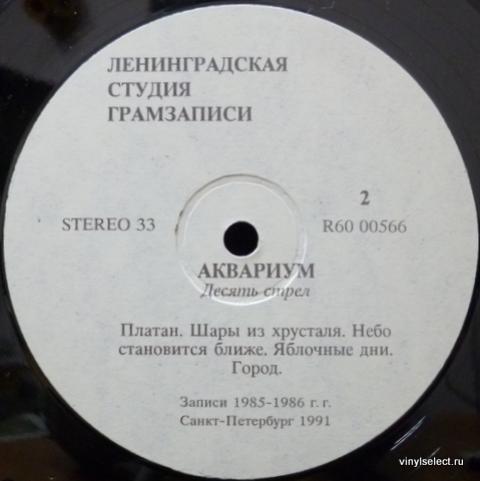 ЛЕНИНГРАДСКАЯ
СТУДИЯ
ГРАМЗАПИСИ
2
STEREO 33 R60 00566
АКВАРИУМ
Десять стрел
Платан. Шары из хрусталя. Небо
становится ближе. Яблочные дни.
Город.
Записи 1985-1986 г. г.
Санкт-Петербург 1991
vinylselect.ru